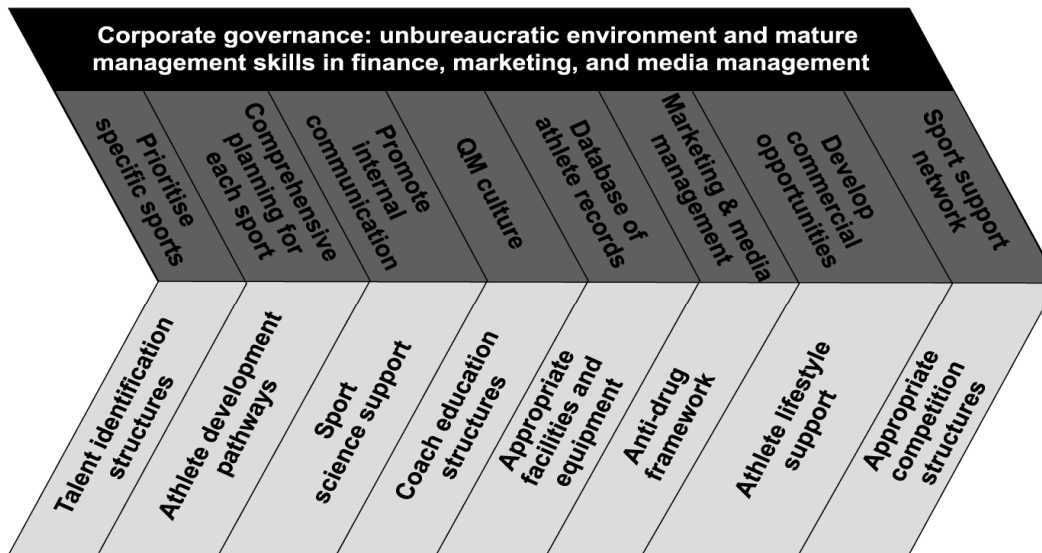 Corporate governance: unbureaucratic environment and mature
management skills in finance, marketing, and media management
Prioritise
specific sports
Comprehensive
planning for
each sport
Promote
internal
communication
QM culture
Database of
athlete records
Marketing & media
management
Develop
commercial
opportunities
Sport support
network
Talent identification
structures
Athlete development
pathways
Sport
science support
Coach education
structures
Appropriate
facilities and
equipment
Anti-drug
framework
Athlete lifestyle
support
Appropriate
competition
structures